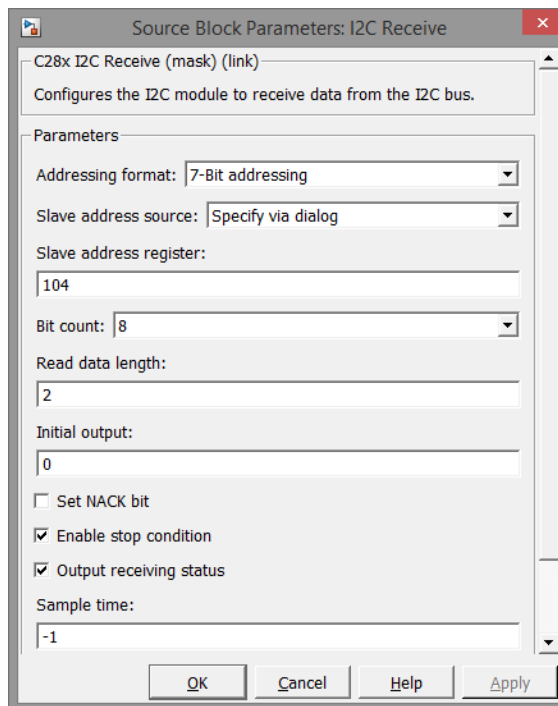 Source Block Parameters: I2C Receive
C28x I2C Receive (mask) (link)
Configures the I2C module to receive data from the I2C bus.
Parameters
Addressing format: 7-Bit addressing
Slave address source: Specify via dialog
Slave address register:
104
Bit count: 8
Read data length:
2
Initial output:
0
Set NACK bit
Enable stop condition
Output receiving status
Sample time:
-1
OK Cancel Help Apply